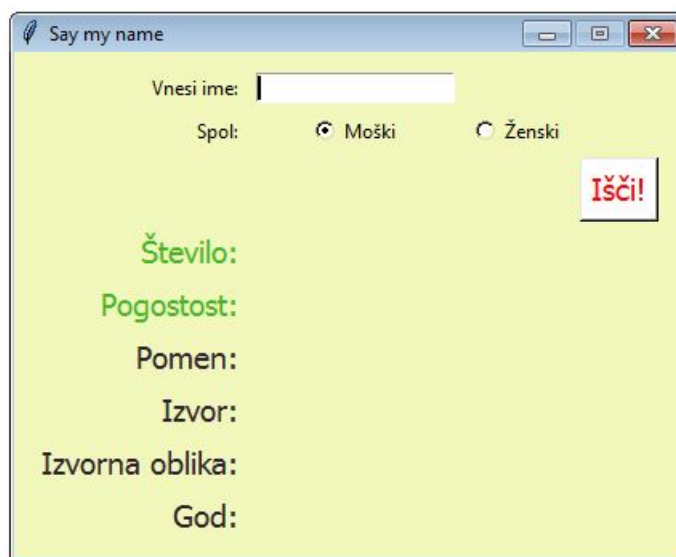 Say my name
Vnesi ime:
Spol: Moški Ženski
Išči!
Število:
Pogostost:
Pomen:
Izvor:
Izvorna oblika:
God: